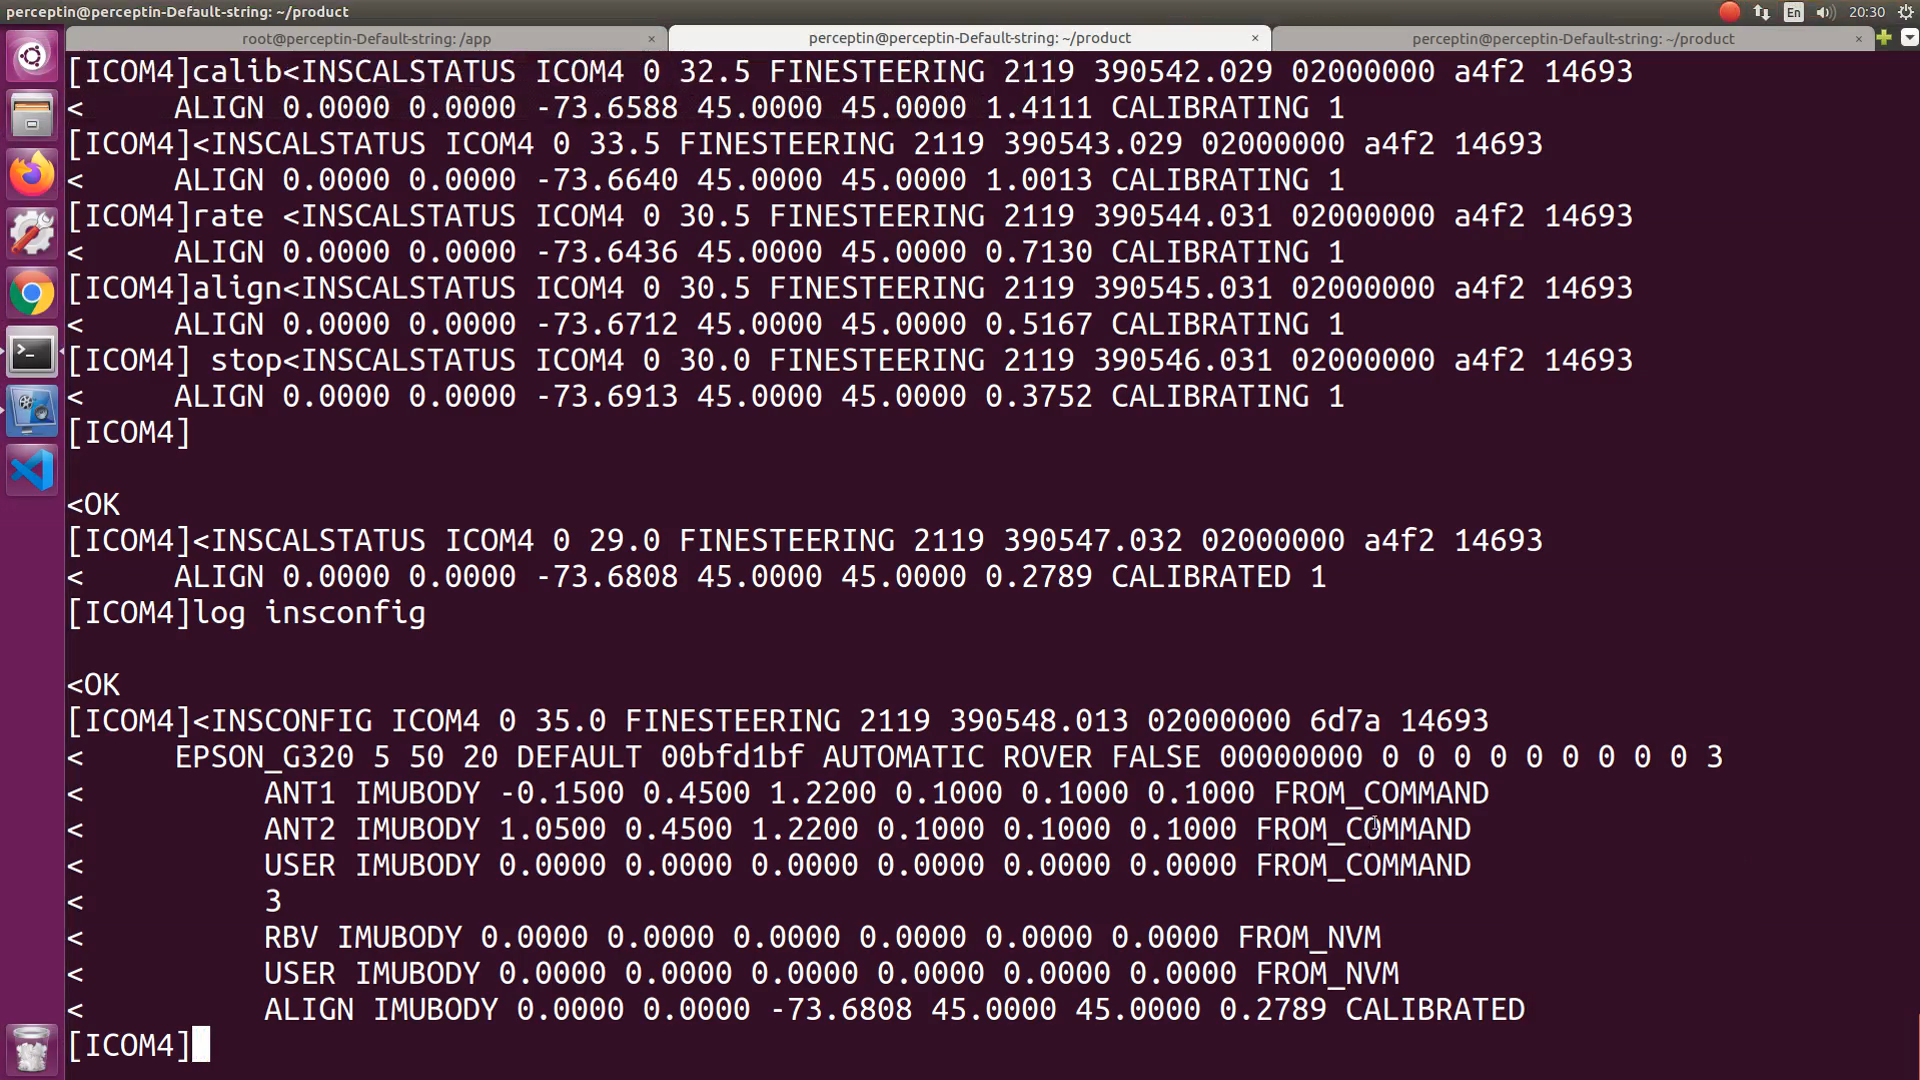 perceptin@perceptin-Default-string: ~/product
En
20:30
root@perceptin-Default-string: /app × perceptin@perceptin-Default-string: ~/product × perceptin@perceptin-Default-string: ~/product ×
[ICOM4]calib<INSCALSTATUS ICOM4 0 32.5 FINESTEERING 2119 390542.029 02000000 a4f2 14693
<     ALIGN 0.0000 0.0000 -73.6588 45.0000 45.0000 1.4111 CALIBRATING 1
[ICOM4]<INSCALSTATUS ICOM4 0 33.5 FINESTEERING 2119 390543.029 02000000 a4f2 14693
<     ALIGN 0.0000 0.0000 -73.6640 45.0000 45.0000 1.0013 CALIBRATING 1
[ICOM4]rate <INSCALSTATUS ICOM4 0 30.5 FINESTEERING 2119 390544.031 02000000 a4f2 14693
<     ALIGN 0.0000 0.0000 -73.6436 45.0000 45.0000 0.7130 CALIBRATING 1
[ICOM4]align<INSCALSTATUS ICOM4 0 30.5 FINESTEERING 2119 390545.031 02000000 a4f2 14693
<     ALIGN 0.0000 0.0000 -73.6712 45.0000 45.0000 0.5167 CALIBRATING 1
[ICOM4] stop<INSCALSTATUS ICOM4 0 30.0 FINESTEERING 2119 390546.031 02000000 a4f2 14693
<     ALIGN 0.0000 0.0000 -73.6913 45.0000 45.0000 0.3752 CALIBRATING 1
[ICOM4]
<OK
[ICOM4]<INSCALSTATUS ICOM4 0 29.0 FINESTEERING 2119 390547.032 02000000 a4f2 14693
<     ALIGN 0.0000 0.0000 -73.6808 45.0000 45.0000 0.2789 CALIBRATED 1
[ICOM4]log insconfig
<OK
[ICOM4]<INSCONFIG ICOM4 0 35.0 FINESTEERING 2119 390548.013 02000000 6d7a 14693
<     EPSON_G320 5 50 20 DEFAULT 00bfd1bf AUTOMATIC ROVER FALSE 00000000 0 0 0 0 0 0 0 0 0 3
<          ANT1 IMUBODY -0.1500 0.4500 1.2200 0.1000 0.1000 0.1000 FROM_COMMAND
<          ANT2 IMUBODY 1.0500 0.4500 1.2200 0.1000 0.1000 0.1000 FROM_COMMAND
<          USER IMUBODY 0.0000 0.0000 0.0000 0.0000 0.0000 0.0000 FROM_COMMAND
<          3
<          RBV IMUBODY 0.0000 0.0000 0.0000 0.0000 0.0000 0.0000 FROM_NVM
<          USER IMUBODY 0.0000 0.0000 0.0000 0.0000 0.0000 0.0000 FROM_NVM
<          ALIGN IMUBODY 0.0000 0.0000 -73.6808 45.0000 45.0000 0.2789 CALIBRATED
[ICOM4]